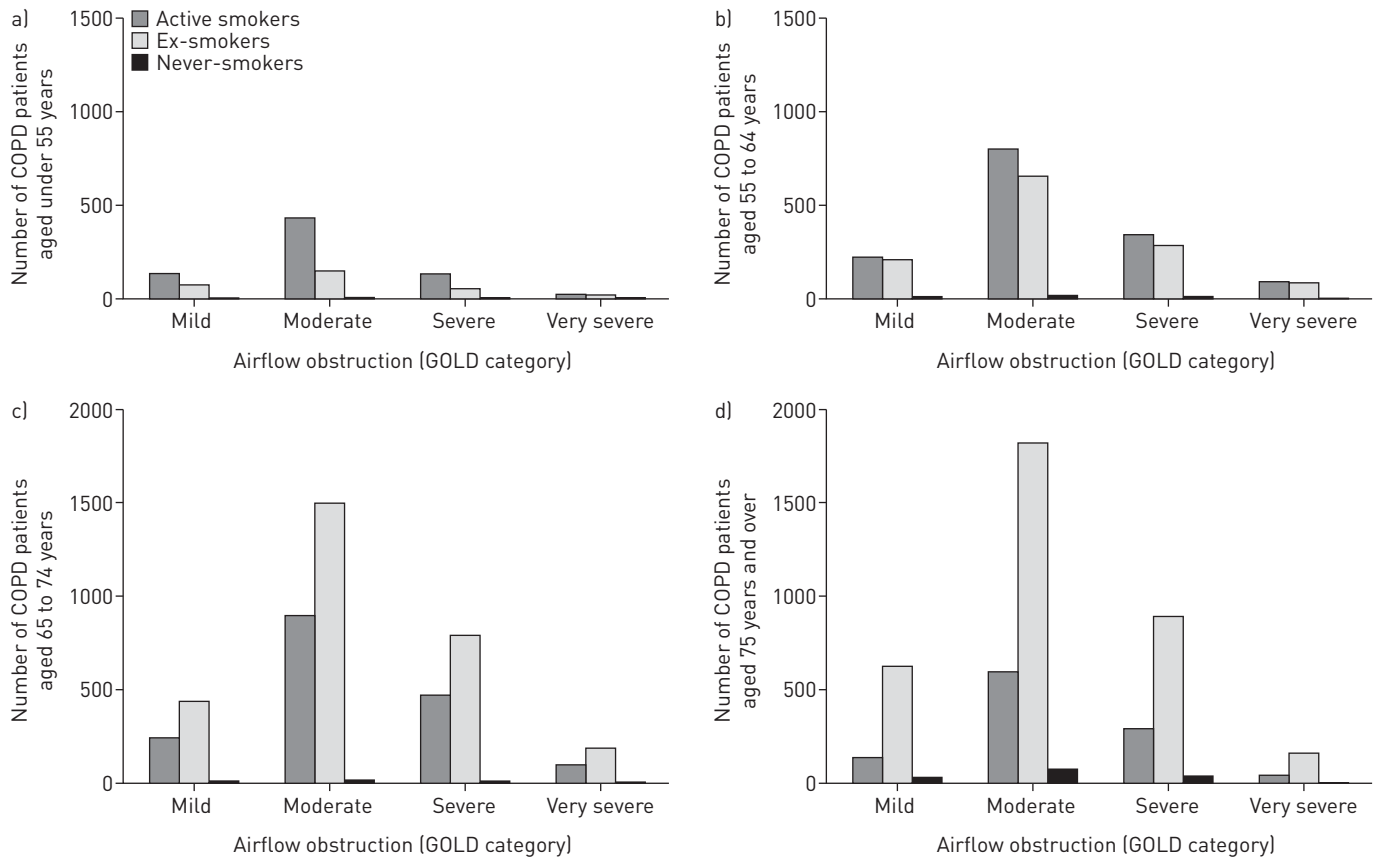 a)
Number of COPD patients
aged under 55 years
1500
1000
500
0
Active smokers
Ex-smokers
Never-smokers
Mild Moderate Severe Very severe
Airflow obstruction (GOLD category)
b)
Number of COPD patients
aged 55 to 64 years
1500
1000
500
0
Mild Moderate Severe Very severe
Airflow obstruction (GOLD category)
c)
Number of COPD patients
aged 65 to 74 years
2000
1500
1000
500
0
Mild Moderate Severe Very severe
Airflow obstruction (GOLD category)
d)
Number of COPD patients
aged 75 years and over
2000
1500
1000
500
0
Mild Moderate Severe Very severe
Airflow obstruction (GOLD category)